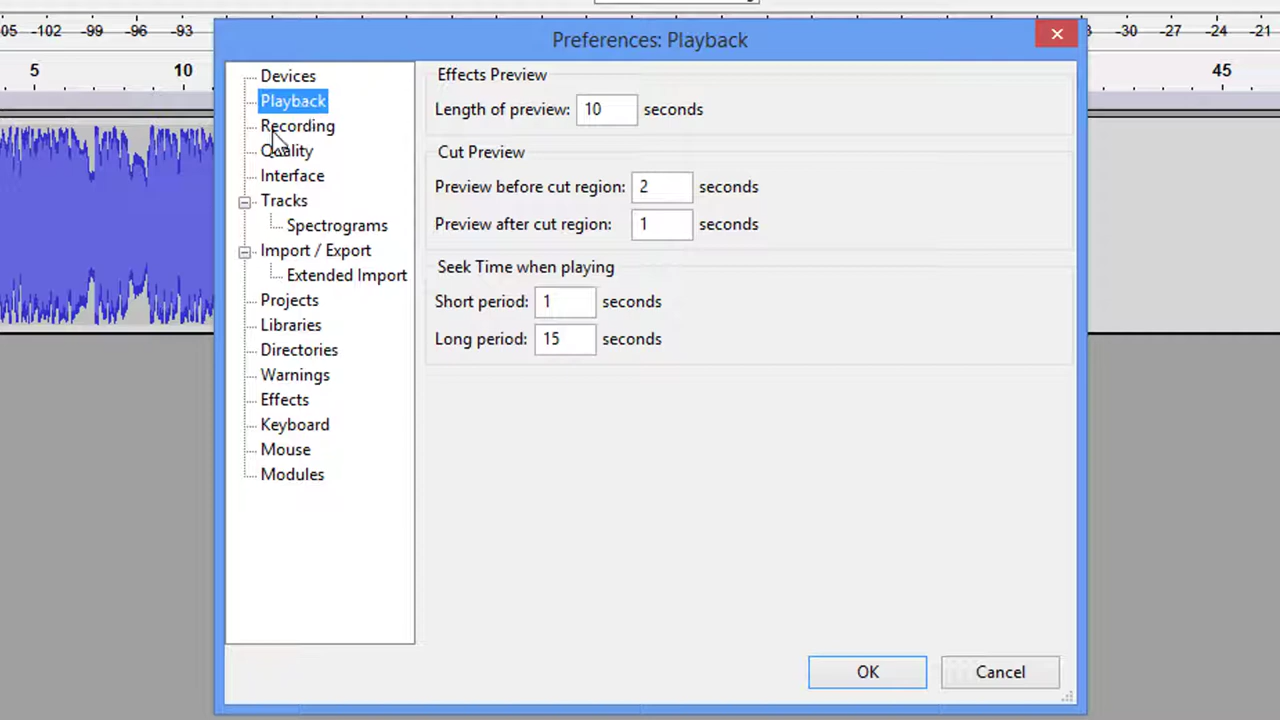 -102 -99 -96 -93
-30 -27 -24 -21
5 10 45
Preferences: Playback
Devices
Playback
Recording
Quality
Interface
Tracks
Spectrograms
Import / Export
Extended Import
Projects
Libraries
Directories
Warnings
Effects
Keyboard
Mouse
Modules
Effects Preview
Length of preview: 10 seconds
Cut Preview
Preview before cut region: 2 seconds
Preview after cut region: 1 seconds
Seek Time when playing
Short period: 1 seconds
Long period: 15 seconds
OK Cancel